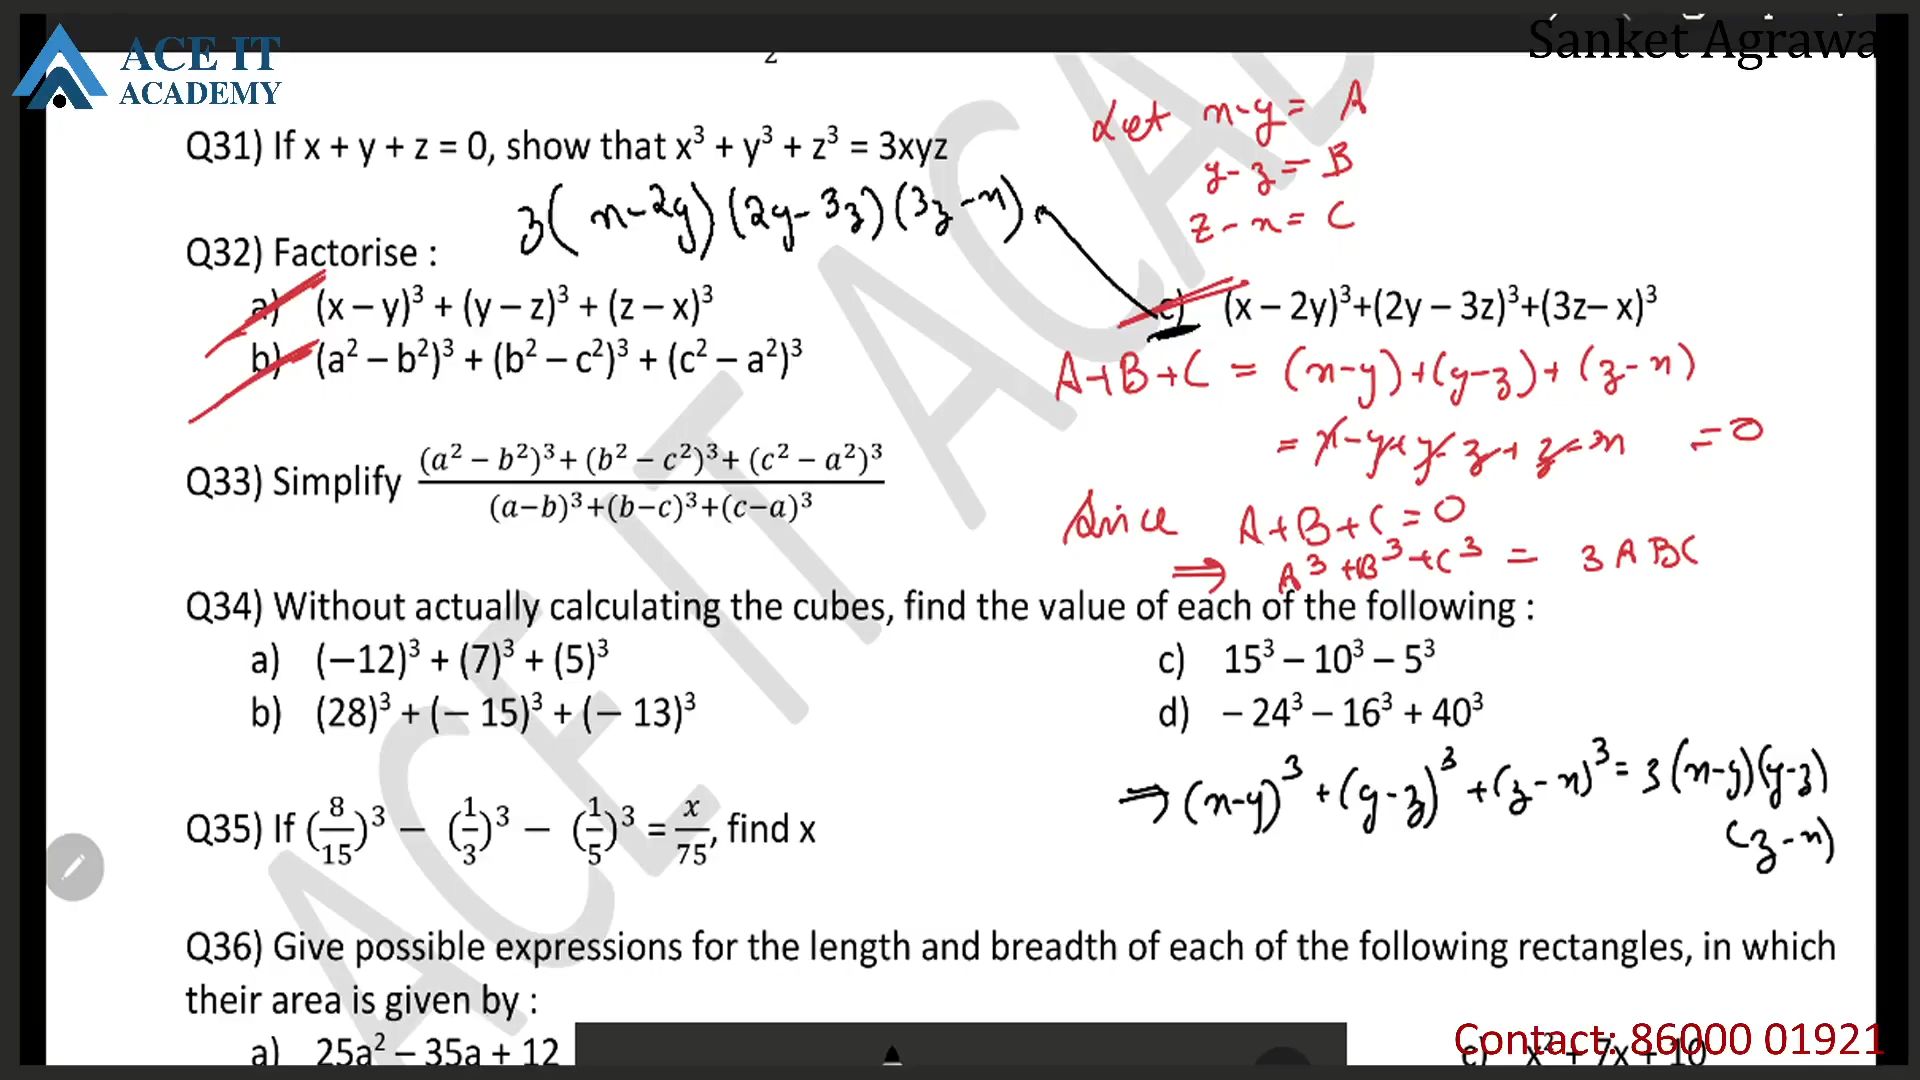 Sanket Agrawa
ACE IT
ACADEMY
2
Let x-y = A
y-z = B
z-x = C
Q31) If x + y + z = 0, show that x³ + y³ + z³ = 3xyz
3(x-2y)(2y-3z)(3z-x)
Q32) Factorise :
a) (x – y)³ + (y – z)³ + (z – x)³
c) (x – 2y)³+(2y – 3z)³+(3z– x)³
b) (a² – b²)³ + (b² – c²)³ + (c² – a²)³
A+B+C = (x-y)+(y-z)+(z-x)
= x-y+y-z+z-x = 0
Q33) Simplify ((a² – b²)³+ (b² – c²)³+ (c² – a²)³)/((a–b)³+(b–c)³+(c–a)³)
Since A+B+C=0
⇒ A³+B³+C³ = 3ABC
Q34) Without actually calculating the cubes, find the value of each of the following :
a) (–12)³ + (7)³ + (5)³
c) 15³ – 10³ – 5³
b) (28)³ + (– 15)³ + (– 13)³
d) – 24³ – 16³ + 40³
⇒ (x-y)³ + (y-z)³ + (z-x)³ = 3(x-y)(y-z)
(z-x)
Q35) If (8/15)³ – (1/3)³ – (1/5)³ = x/75, find x
Q36) Give possible expressions for the length and breadth of each of the following rectangles, in which
their area is given by :
a) 25a² – 35a + 12
c) x² + 7x + 10
Contact: 86000 01921
ACE IT ACAD